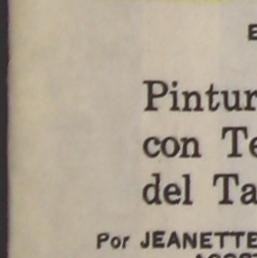 Pintur
con Te
del Ta
Por JEANETTE